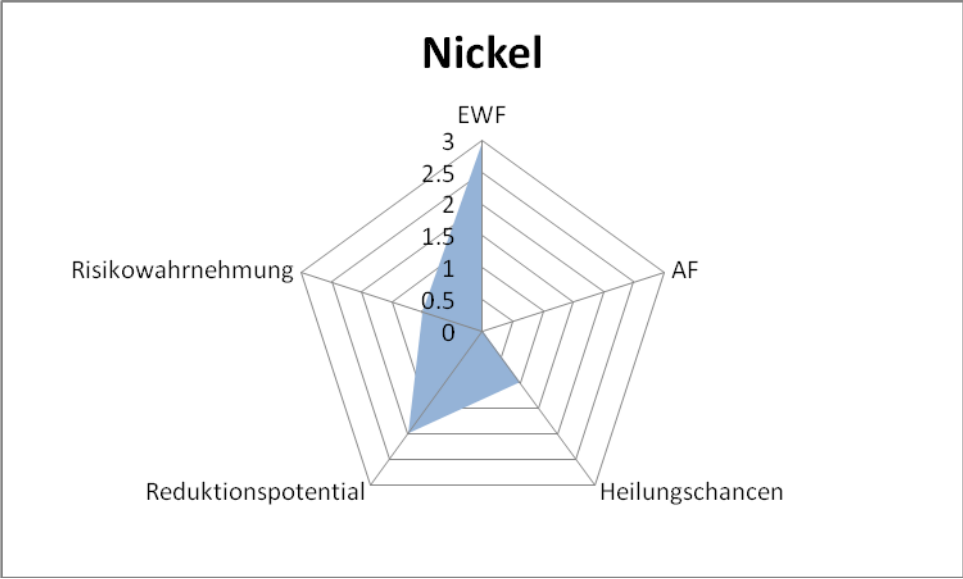 Nickel
EWF
3
2.5
2
1.5
1
0.5
0
Risikowahrnehmung
AF
Reduktionspotential
Heilungschancen